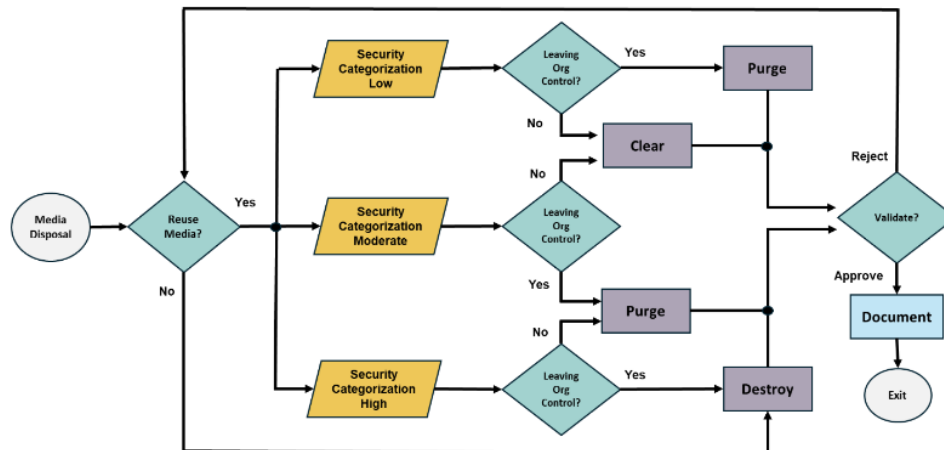 Security
Categorization
Low
Leaving
Org
Control?
Yes
Purge
No
Clear
Reject
Media
Disposal
Reuse
Media?
Yes
No
Security
Categorization
Moderate
Leaving
Org
Control?
No
Yes
Validate?
Approve
Purge
Document
No
Security
Categorization
High
Leaving
Org
Control?
Yes
Destroy
Exit